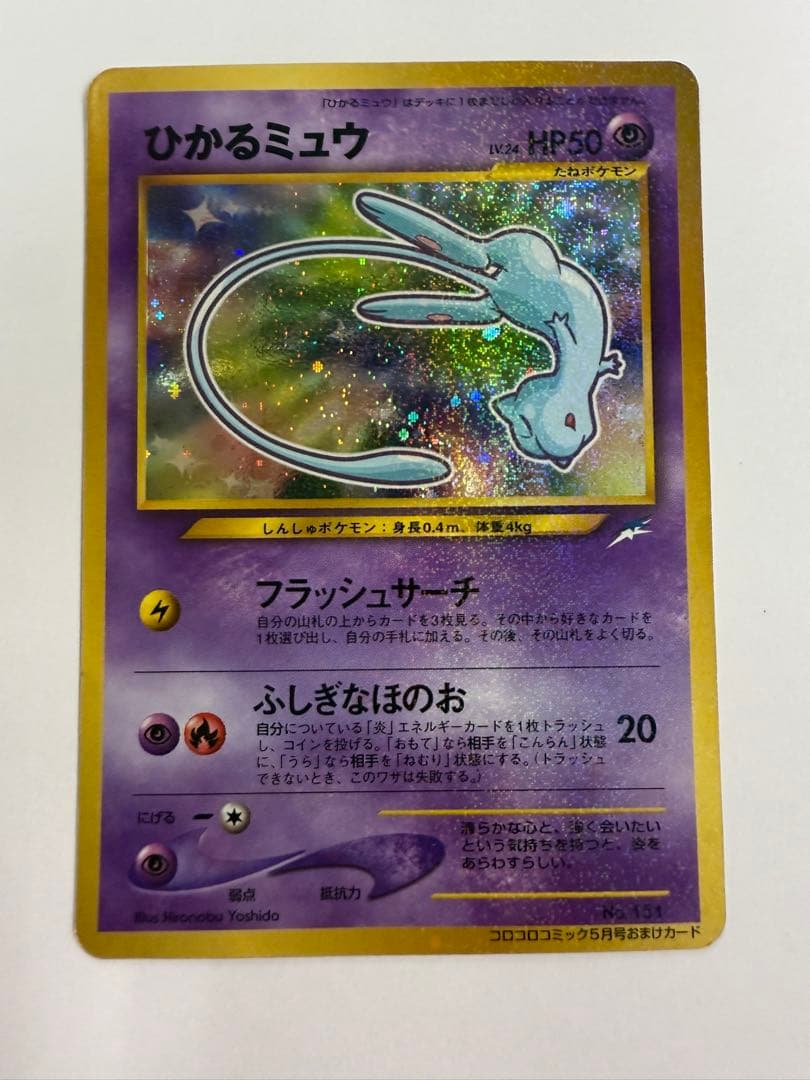 「ひかるミュウ」はデッキに1枚までしか入れることができません。
ひかるミュウ LV.24 HP50
たねポケモン
しんしゅポケモン:身長0.4m、体重4kg
フラッシュサーチ
自分の山札の上からカードを3枚見る。その中から好きなカードを
1枚選び出し、自分の手札に加える。その後、その山札をよく切る。
ふしぎなほのお 20
自分についている「炎」エネルギーカードを1枚トラッシュ
し、コインを投げる。「おもて」なら相手を「こんらん」状態
に、「うら」なら相手を「ねむり」状態にする。(トラッシュ
できないとき、このワザは失敗する。)
にげる
弱点 抵抗力
清らかな心と、強く会いたい
という気持ちを持つと、姿を
あらわすらしい。
Illus.Hironobu Yoshida
No.151
コロコロコミック5月号おまけカード